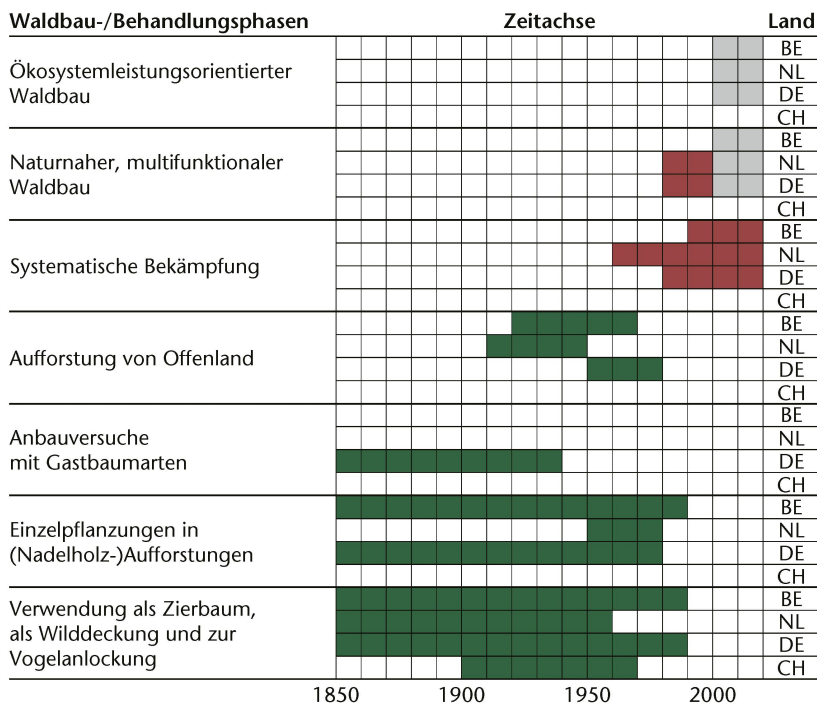 Waldbau-/Behandlungsphasen Zeitachse Land
Ökosystemleistungsorientierter
Waldbau
BE
NL
DE
CH
Naturnaher, multifunktionaler
Waldbau
BE
NL
DE
CH
Systematische Bekämpfung
BE
NL
DE
CH
Aufforstung von Offenland
BE
NL
DE
CH
Anbauversuche
mit Gastbaumarten
BE
NL
DE
CH
Einzelpflanzungen in
(Nadelholz-)Aufforstungen
BE
NL
DE
CH
Verwendung als Zierbaum,
als Wilddeckung und zur
Vogelanlockung
BE
NL
DE
CH
1850 1900 1950 2000